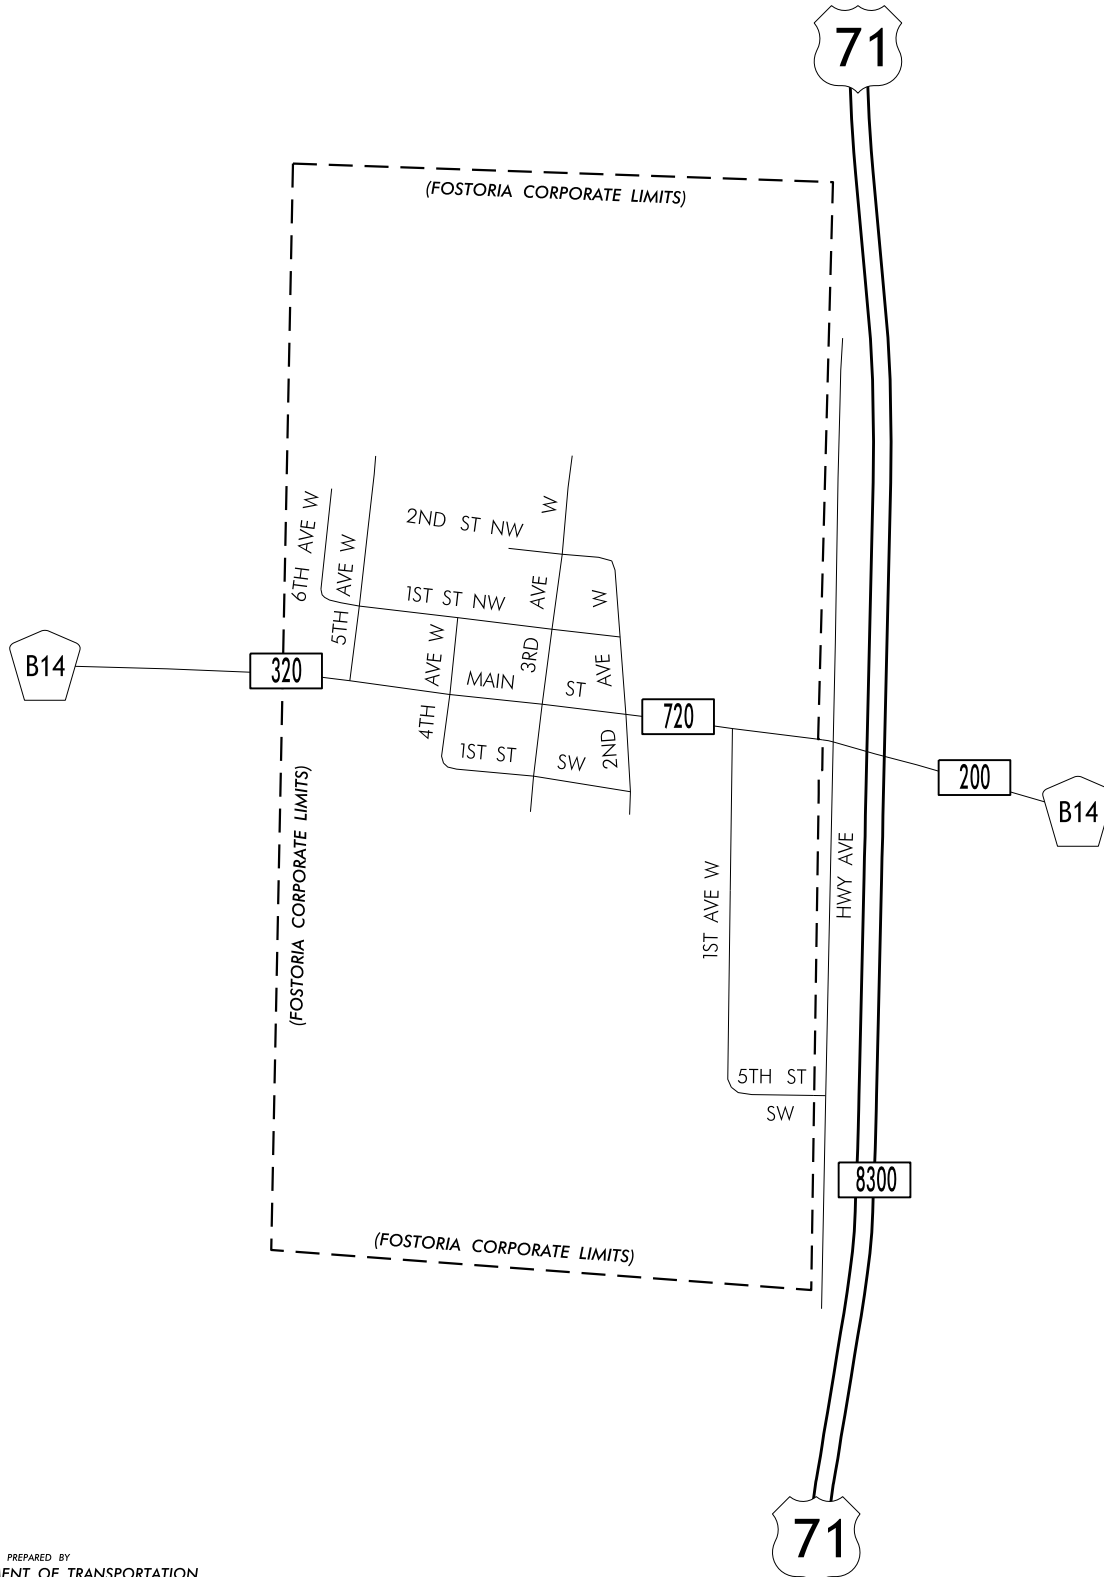 71
(FOSTORIA CORPORATE LIMITS)
6TH AVE W
5TH AVE W
2ND ST NW
1ST ST NW
3RD AVE W
2ND AVE W
4TH AVE W
MAIN ST
1ST ST SW
B14
320
720
200
B14
(FOSTORIA CORPORATE LIMITS)
1ST AVE W
HWY AVE
5TH ST
SW
8300
(FOSTORIA CORPORATE LIMITS)
71
PREPARED BY
OF TRANSPORTATION